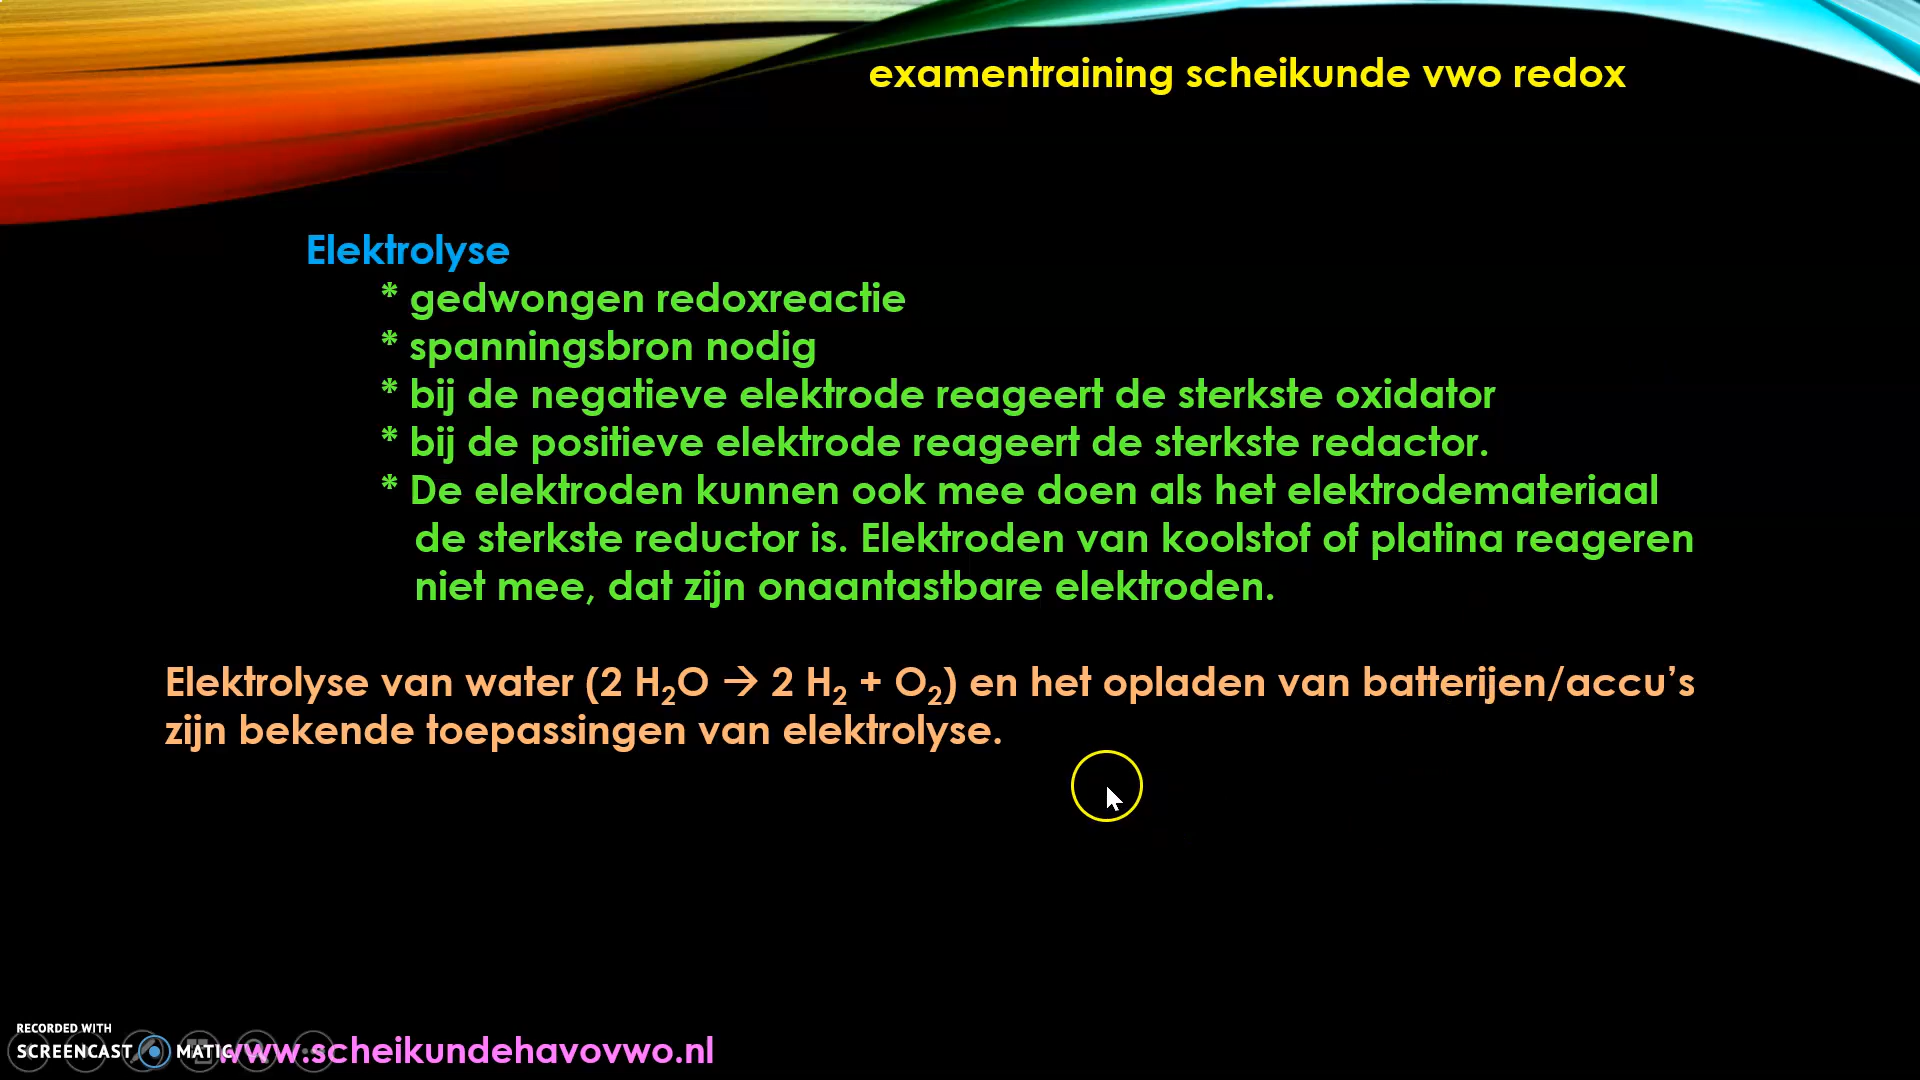 examentraining scheikunde vwo redox
Elektrolyse
* gedwongen redoxreactie
* spanningsbron nodig
* bij de negatieve elektrode reageert de sterkste oxidator
* bij de positieve elektrode reageert de sterkste redactor.
* De elektroden kunnen ook mee doen als het elektrodemateriaal
de sterkste reductor is. Elektroden van koolstof of platina reageren
niet mee, dat zijn onaantastbare elektroden.
Elektrolyse van water (2 H₂O → 2 H₂ + O₂) en het opladen van batterijen/accu’s
zijn bekende toepassingen van elektrolyse.
RECORDED WITH
SCREENCAST MATIC
www.scheikundehavovwo.nl